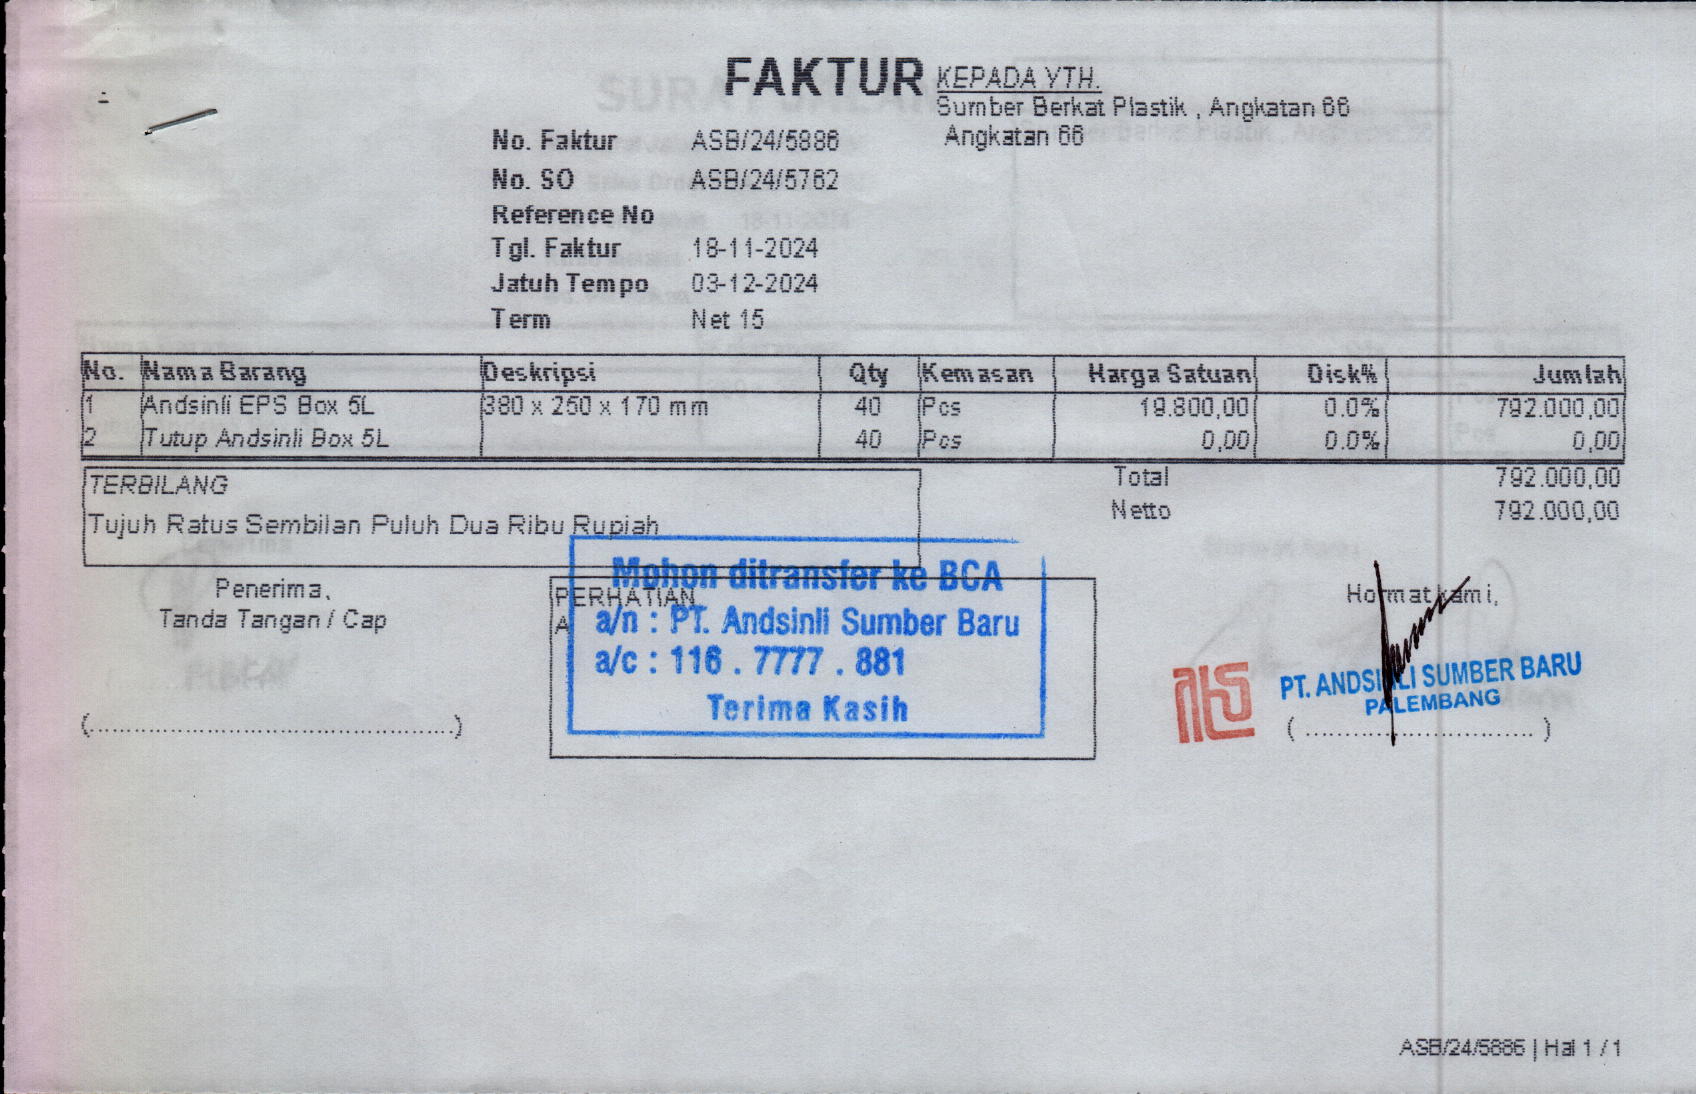 FAKTUR
KEPADA YTH.
Sumber Berkat Plastik , Angkatan 66
Angkatan 66
No. Faktur ASB/24/5886
No. SO ASB/24/5762
Reference No
Tgl. Faktur 18-11-2024
Jatuh Tempo 03-12-2024
Term Net 15
No. Nama Barang Deskripsi Qty Kemasan Harga Satuan Disk% Jumlah
1 Andsinli EPS Box 5L 380 x 250 x 170 mm 40 Pcs 19.800,00 0.0% 792.000,00
2 Tutup Andsinli Box 5L 40 Pcs 0,00 0.0% 0,00
TERBILANG
Tujuh Ratus Sembilan Puluh Dua Ribu Rupiah
Total 792.000,00
Netto 792.000,00
Penerima,
Tanda Tangan / Cap
(................................................)
PERHATIAN
A
Mohon ditransfer ke BCA
a/n : PT. Andsinli Sumber Baru
a/c : 116 . 7777 . 881
Terima Kasih
Hormat kami,
PT. ANDSINLI SUMBER BARU
PALEMBANG
( .............................. )
ASB/24/5886 | Hal 1 / 1